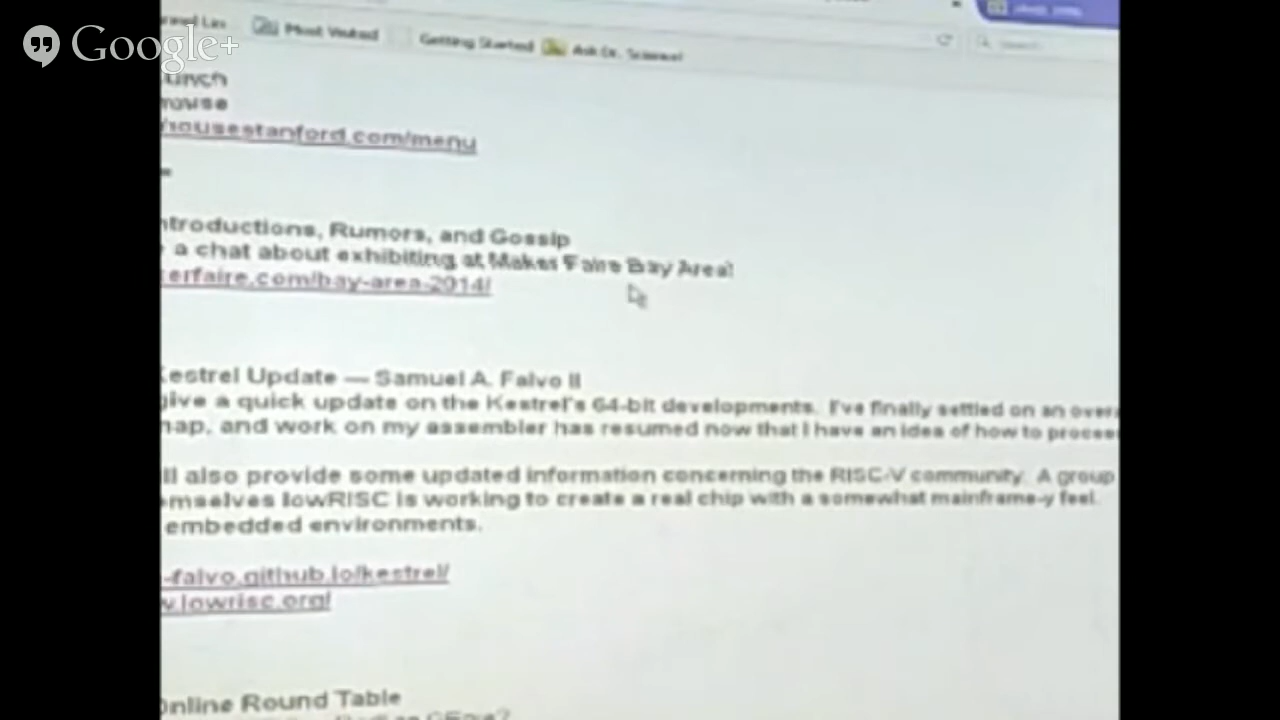 Google+
Most Visited Getting Started Ask Dr. Science!
unch
rouse
housestanford.com/menu
ntroductions, Rumors, and Gossip
a chat about exhibiting at Maker Faire Bay Area!
erfaire.com/bay-area-2014/
estrel Update — Samuel A. Falvo II
give a quick update on the Kestrel's 64-bit developments. I've finally settled on an overa
map, and work on my assembler has resumed now that I have an idea of how to procee
ll also provide some updated information concerning the RISC-V community. A group
emselves lowRISC is working to create a real chip with a somewhat mainframe-y feel.
embedded environments.
-falvo.github.io/kestrel/
w.lowrisc.org/
Online Round Table